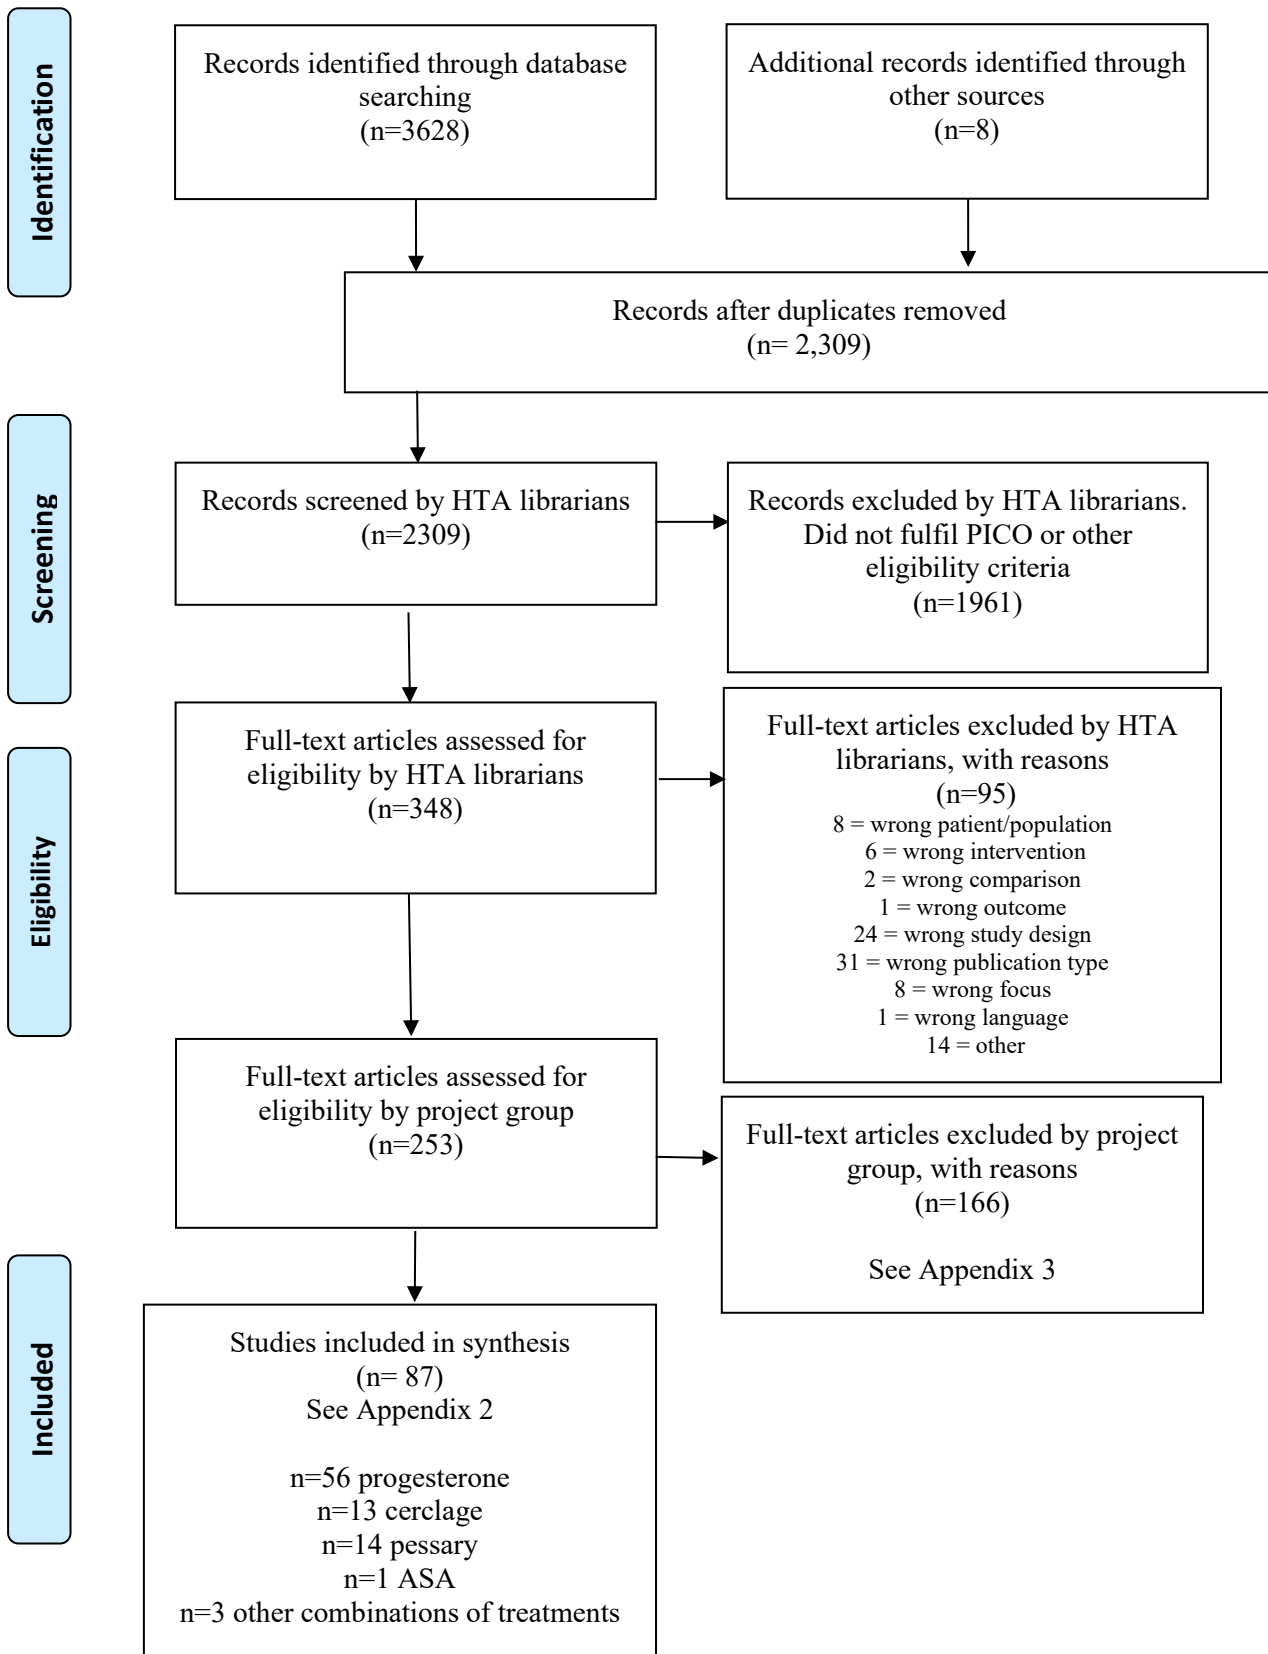 Identification
Records identified through database
searching
(n=3628)
Additional records identified through
other sources
(n=8)
Records after duplicates removed
(n= 2,309)
Screening
Records screened by HTA librarians
(n=2309)
Records excluded by HTA librarians.
Did not fulfil PICO or other
eligibility criteria
(n=1961)
Eligibility
Full-text articles assessed for
eligibility by HTA librarians
(n=348)
Full-text articles excluded by HTA
librarians, with reasons
(n=95)
8 = wrong patient/population
6 = wrong intervention
2 = wrong comparison
1 = wrong outcome
24 = wrong study design
31 = wrong publication type
8 = wrong focus
1 = wrong language
14 = other
Full-text articles assessed for
eligibility by project group
(n=253)
Full-text articles excluded by project
group, with reasons
(n=166)
See Appendix 3
Included
Studies included in synthesis
(n= 87)
See Appendix 2
n=56 progesterone
n=13 cerclage
n=14 pessary
n=1 ASA
n=3 other combinations of treatments